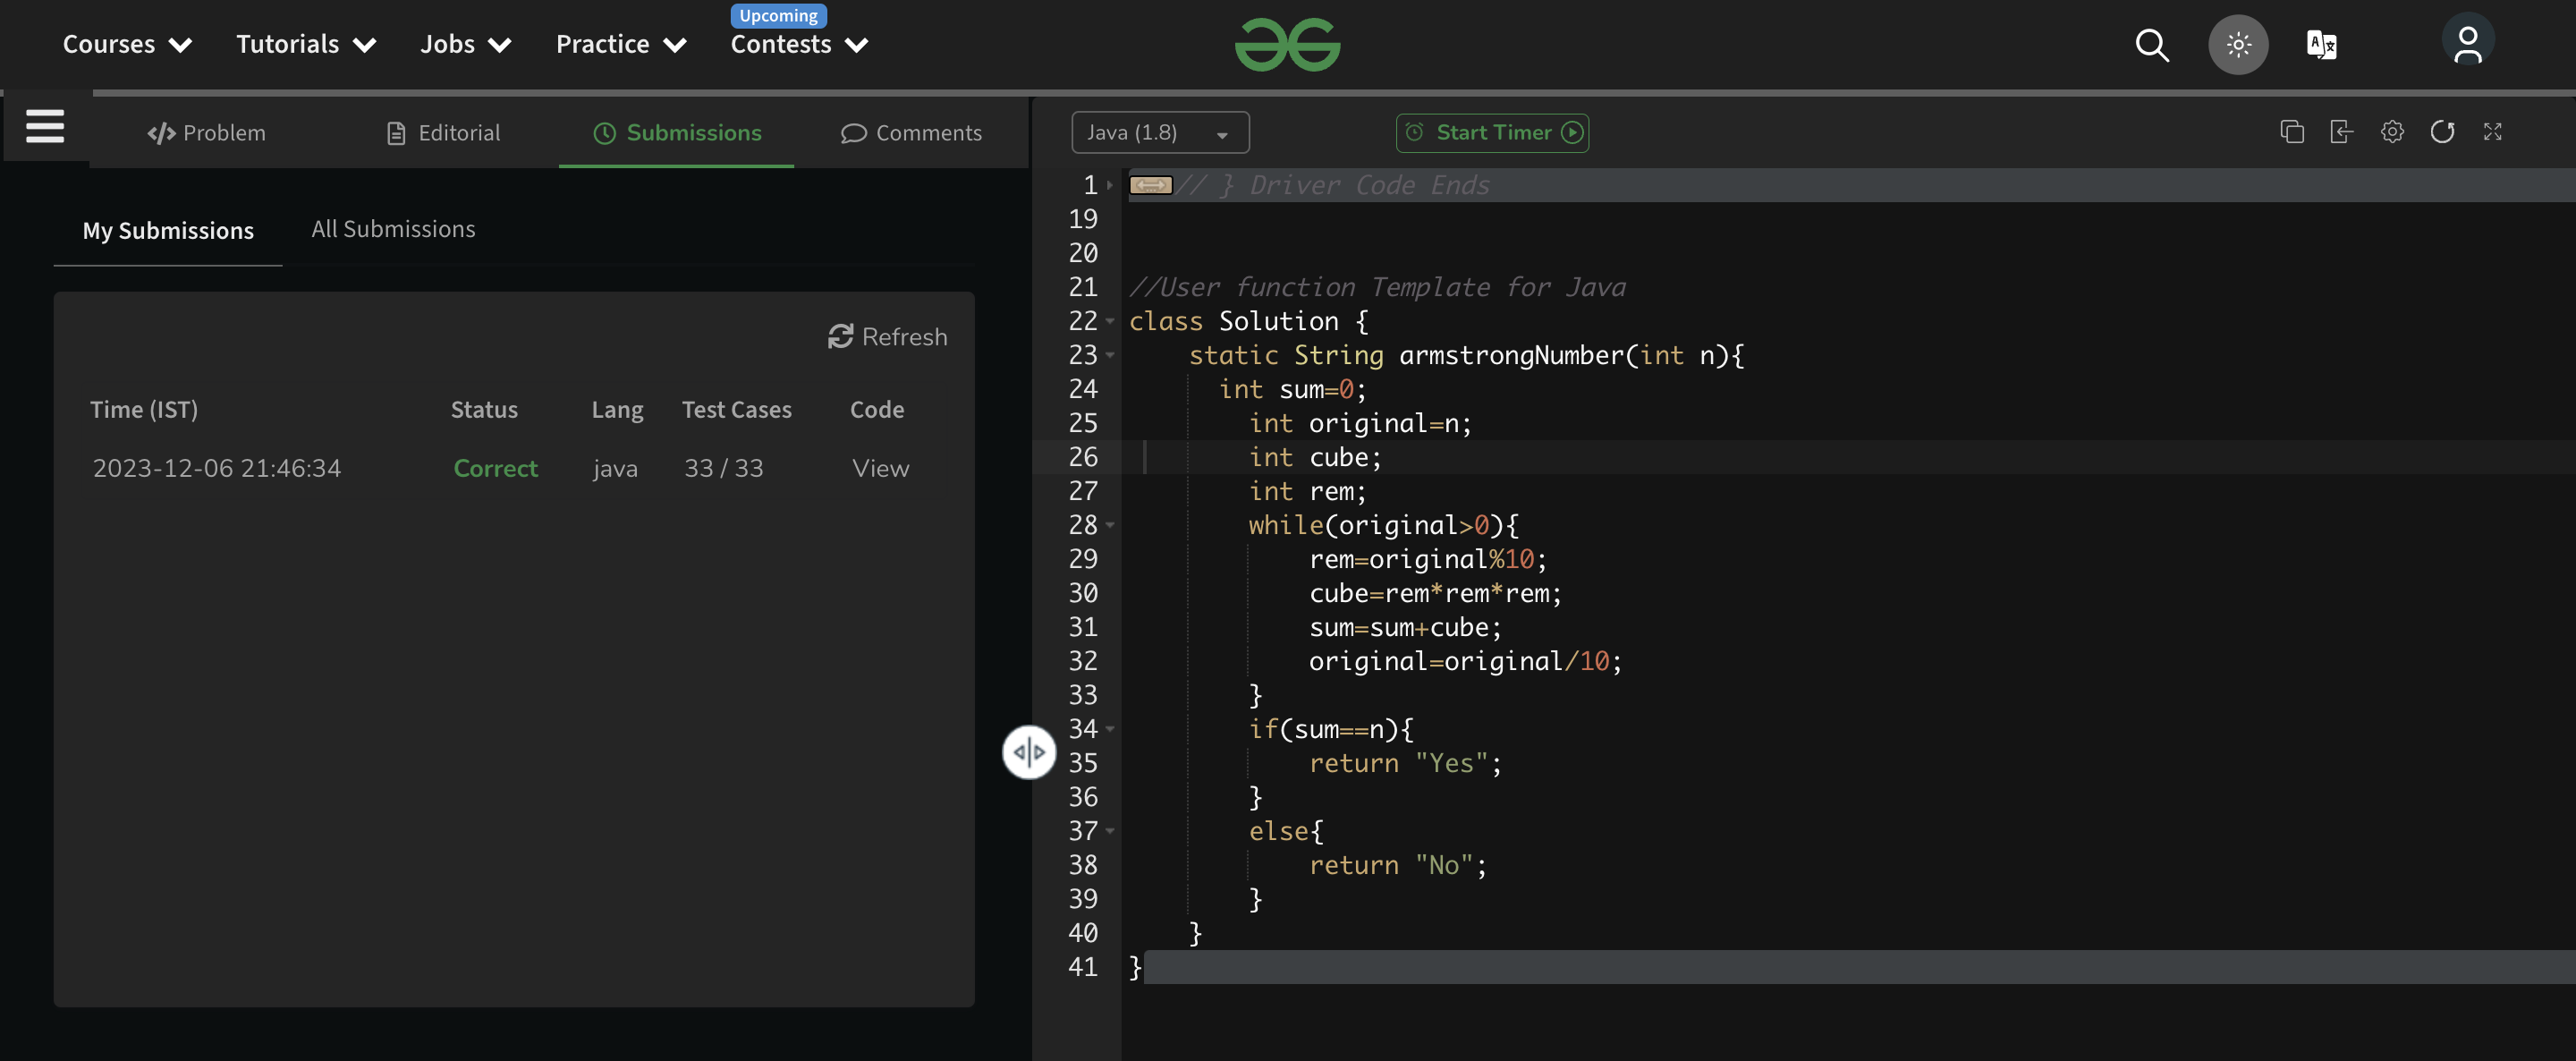 Upcoming
Courses Tutorials Jobs Practice Contests
Problem Editorial Submissions Comments
My Submissions All Submissions
Refresh
Time (IST) Status Lang Test Cases Code
2023-12-06 21:46:34 Correct java 33 / 33 View
Java (1.8) Start Timer
1 // } Driver Code Ends
19
20
21 //User function Template for Java
22 class Solution {
23 static String armstrongNumber(int n){
24 int sum=0;
25 int original=n;
26 int cube;
27 int rem;
28 while(original>0){
29 rem=original%10;
30 cube=rem*rem*rem;
31 sum=sum+cube;
32 original=original/10;
33 }
34 if(sum==n){
35 return "Yes";
36 }
37 else{
38 return "No";
39 }
40 }
41 }